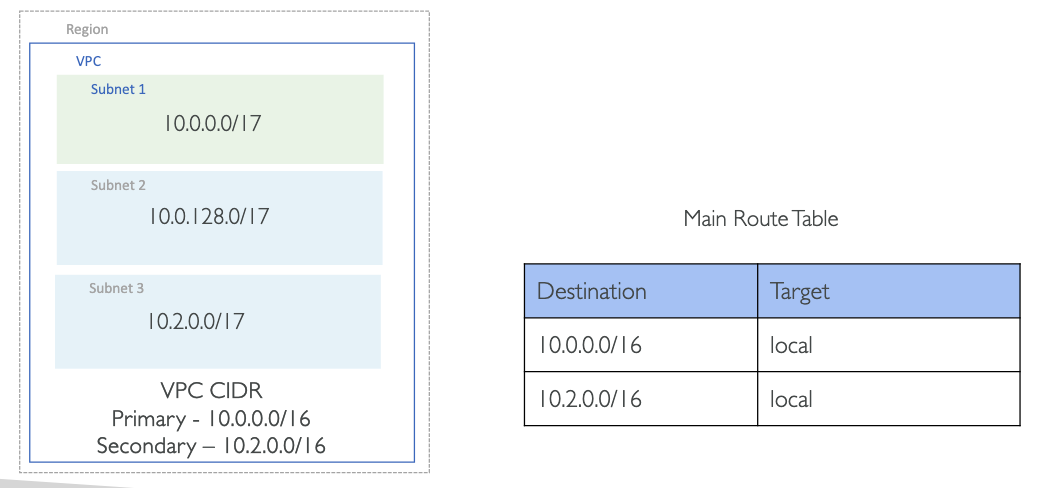 Region
VPC
Subnet 1
10.0.0.0/17
Subnet 2
10.0.128.0/17
Subnet 3
10.2.0.0/17
VPC CIDR
Primary - 10.0.0.0/16
Secondary – 10.2.0.0/16
Main Route Table
Destination Target
10.0.0.0/16 local
10.2.0.0/16 local